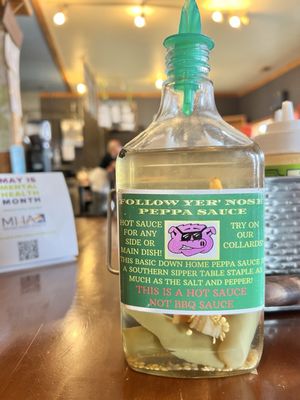 MAY IS
MENTAL
HEALTH
MONTH
MHA
FOLLOW YER' NOSE
PEPPA SAUCE
HOT SAUCE
FOR ANY
SIDE OR
MAIN DISH!
TRY ON
OUR
COLLARDS!
THIS BASIC DOWN HOME PEPPA SAUCE IS
A SOUTHERN SIPPER TABLE STAPLE AS
MUCH AS THE SALT AND PEPPER!
THIS IS A HOT SAUCE
NOT BBQ SAUCE